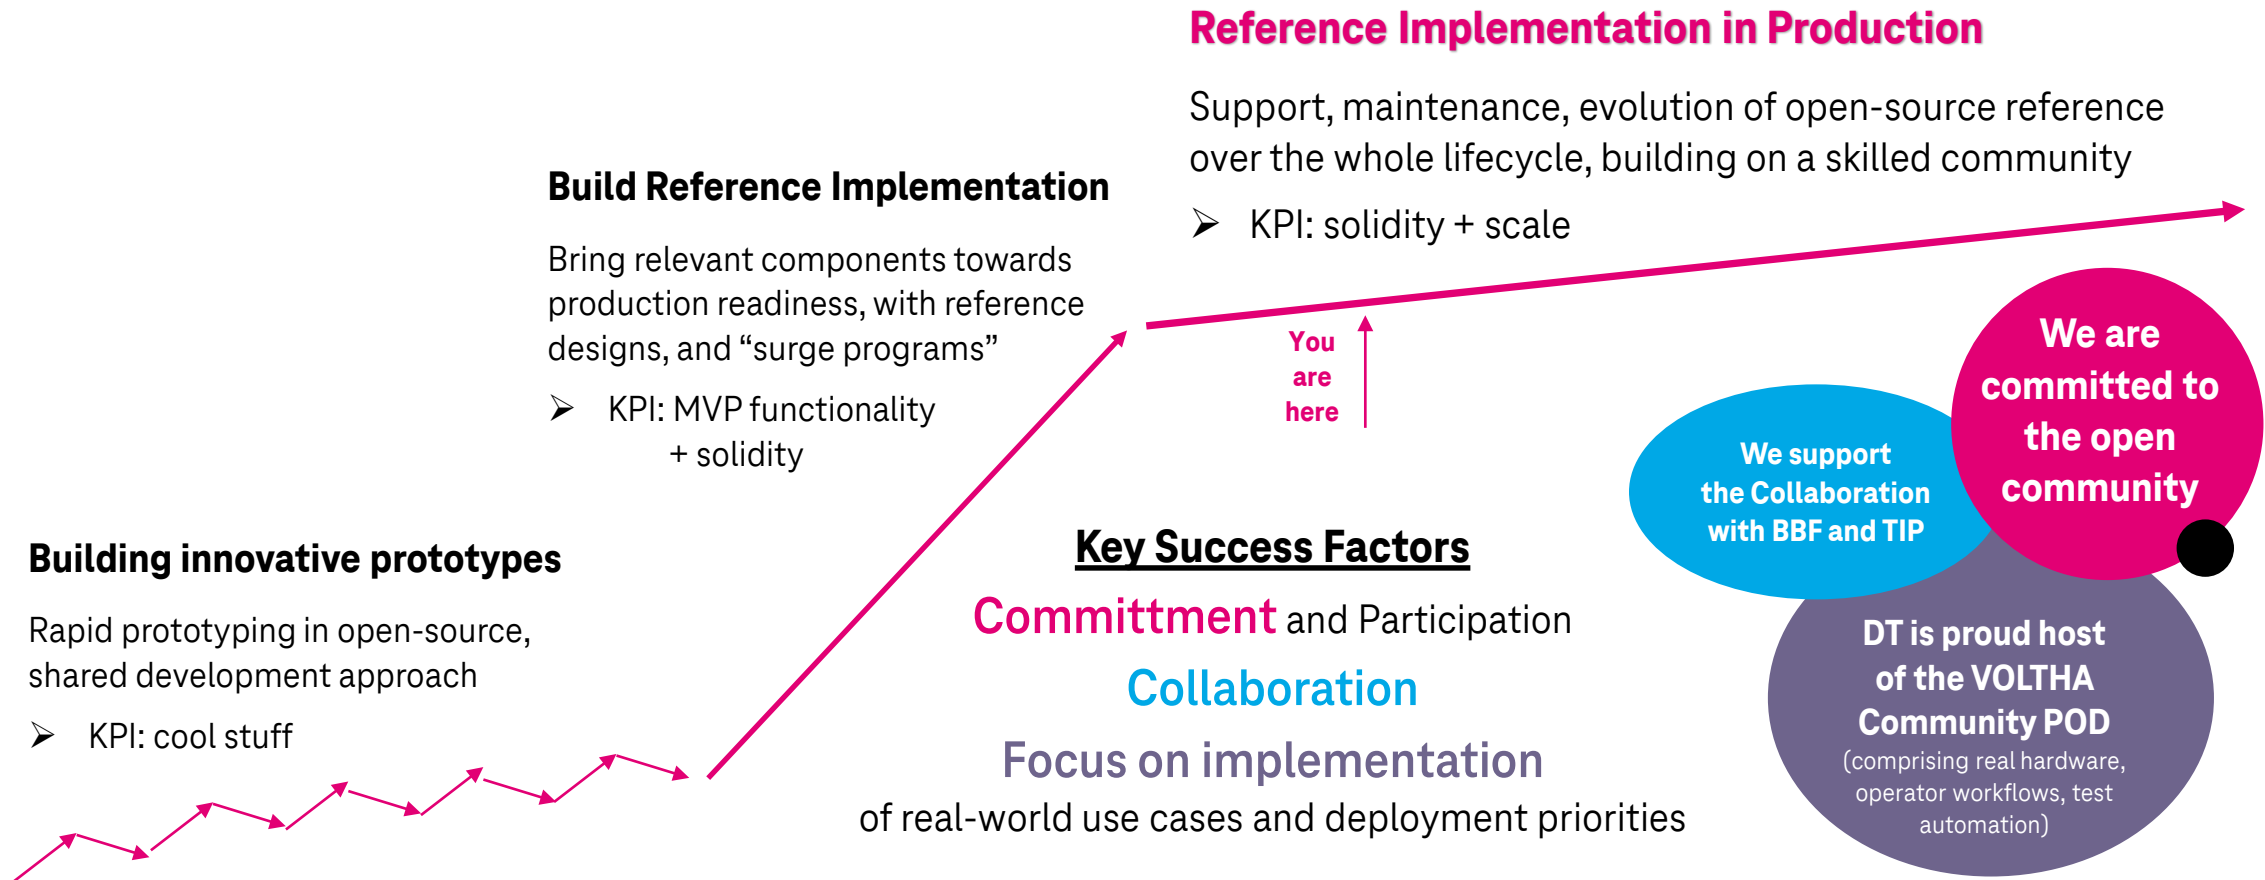 Reference Implementation in Production
Support, maintenance, evolution of open-source reference
over the whole lifecycle, building on a skilled community
➢ KPI: solidity + scale
Build Reference Implementation
Bring relevant components towards
production readiness, with reference
designs, and “surge programs”
➢ KPI: MVP functionality
+ solidity
You
are
here
Building innovative prototypes
Rapid prototyping in open-source,
shared development approach
➢ KPI: cool stuff
Key Success Factors
Committment and Participation
Collaboration
Focus on implementation
of real-world use cases and deployment priorities
We are
committed to
the open
community
We support
the Collaboration
with BBF and TIP
DT is proud host
of the VOLTHA
Community POD
(comprising real hardware,
operator workflows, test
automation)